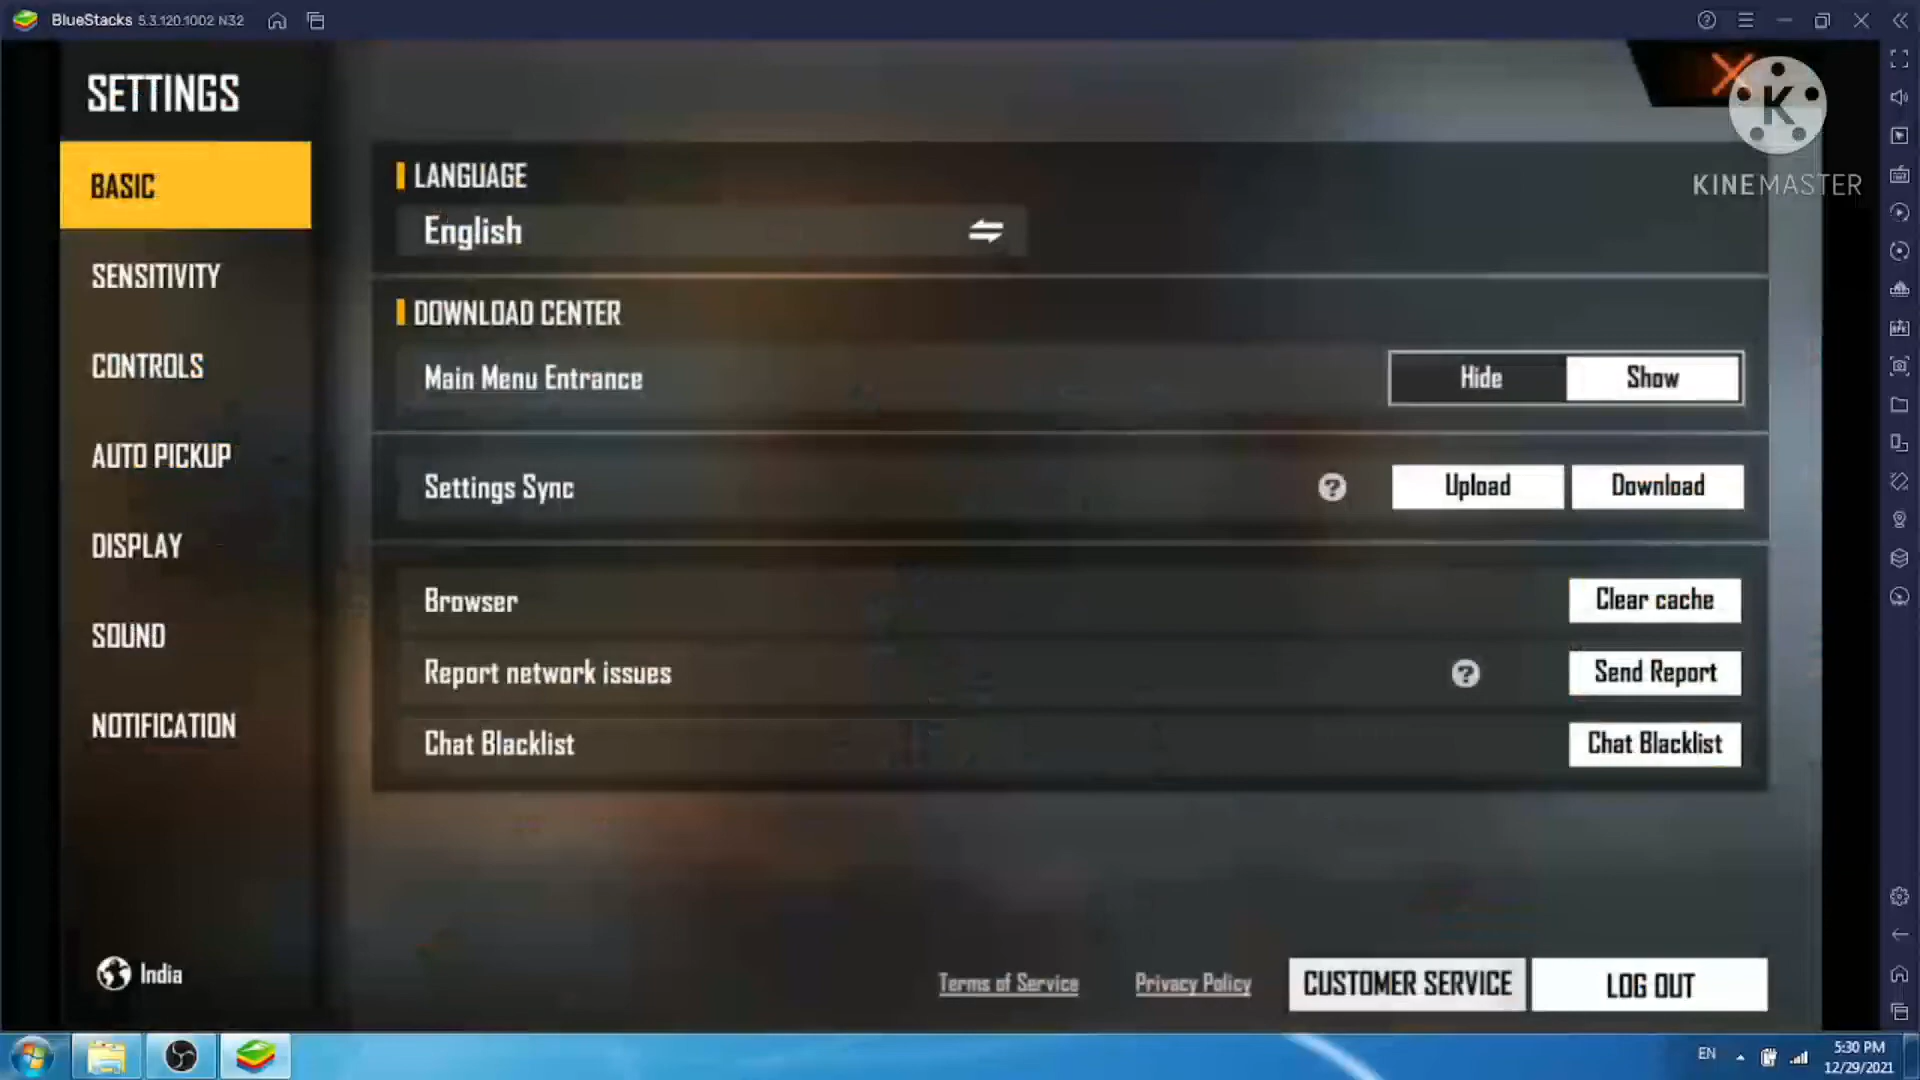 BlueStacks 5.3.120.1002 N32
SETTINGS
K
KINEMASTER
BASIC
SENSITIVITY
CONTROLS
AUTO PICKUP
DISPLAY
SOUND
NOTIFICATION
India
LANGUAGE
English
DOWNLOAD CENTER
Main Menu Entrance
Hide Show
Settings Sync ? Upload Download
Browser Clear cache
Report network issues ? Send Report
Chat Blacklist Chat Blacklist
Terms of Service Privacy Policy CUSTOMER SERVICE LOG OUT
EN
5:30 PM
12/29/2021